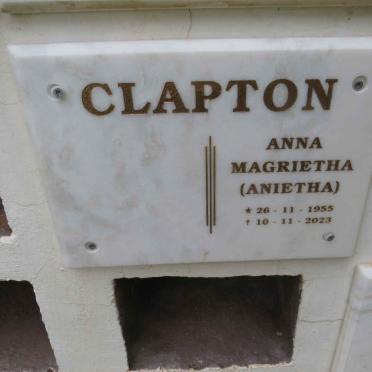 CLAPTON
ANNA
MAGRIETHA
(ANIETHA)
★ 26 - 11 - 1955
† 10 - 11 - 2023